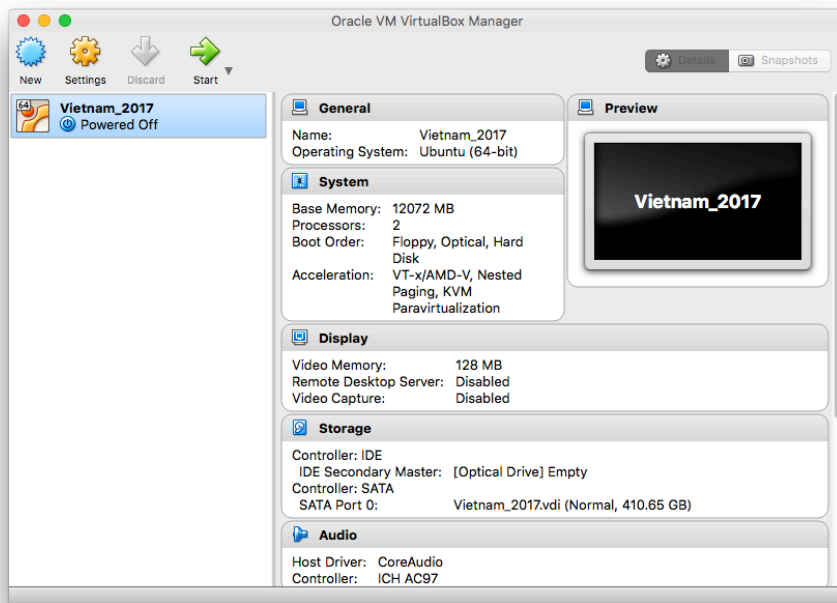 Oracle VM VirtualBox Manager
New Settings Discard Start
Details Snapshots
64 Vietnam_2017
Powered Off
General
Name: Vietnam_2017
Operating System: Ubuntu (64-bit)
System
Base Memory: 12072 MB
Processors: 2
Boot Order: Floppy, Optical, Hard
Disk
Acceleration: VT-x/AMD-V, Nested
Paging, KVM
Paravirtualization
Preview
Vietnam_2017
Display
Video Memory: 128 MB
Remote Desktop Server: Disabled
Video Capture: Disabled
Storage
Controller: IDE
IDE Secondary Master: [Optical Drive] Empty
Controller: SATA
SATA Port 0: Vietnam_2017.vdi (Normal, 410.65 GB)
Audio
Host Driver: CoreAudio
Controller: ICH AC97